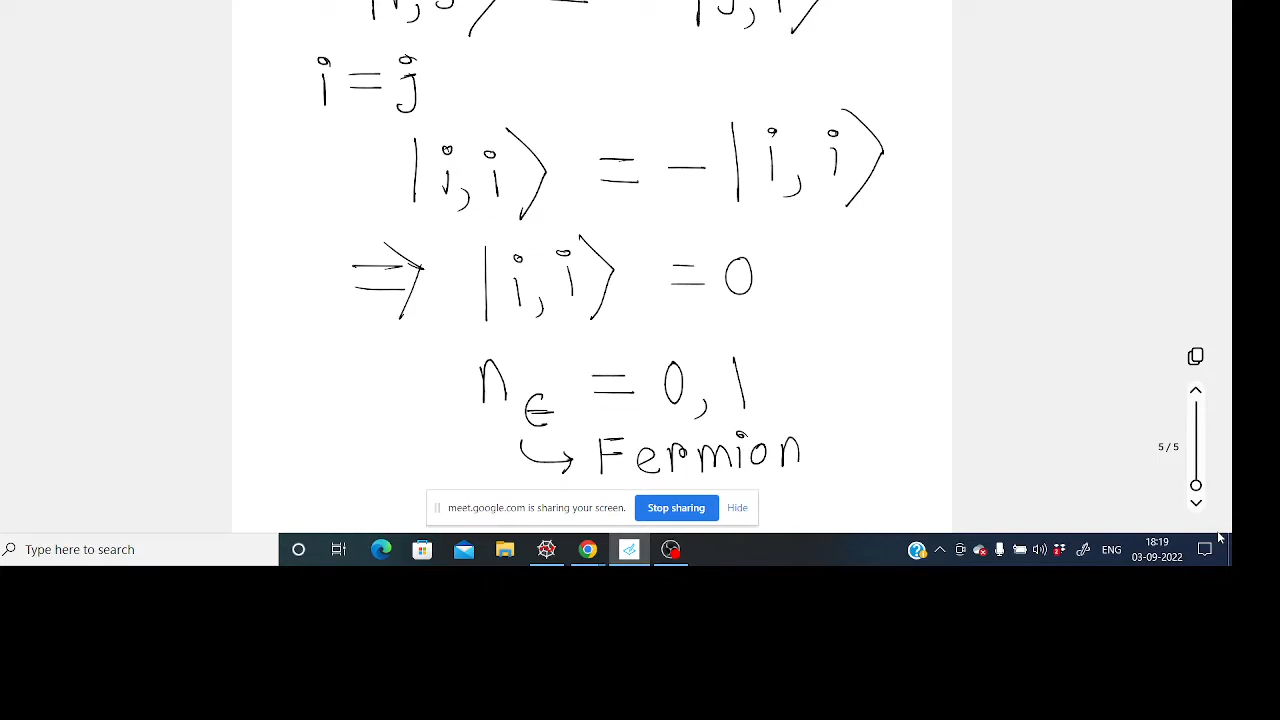 |i, j⟩ = |j, i⟩
i = j
|i, i⟩ = − |i, i⟩
⇒ |i, i⟩ = 0
n_ϵ = 0, 1
↳ Fermion
5 / 5
meet.google.com is sharing your screen. Stop sharing Hide
Type here to search
ENG 18:19
03-09-2022